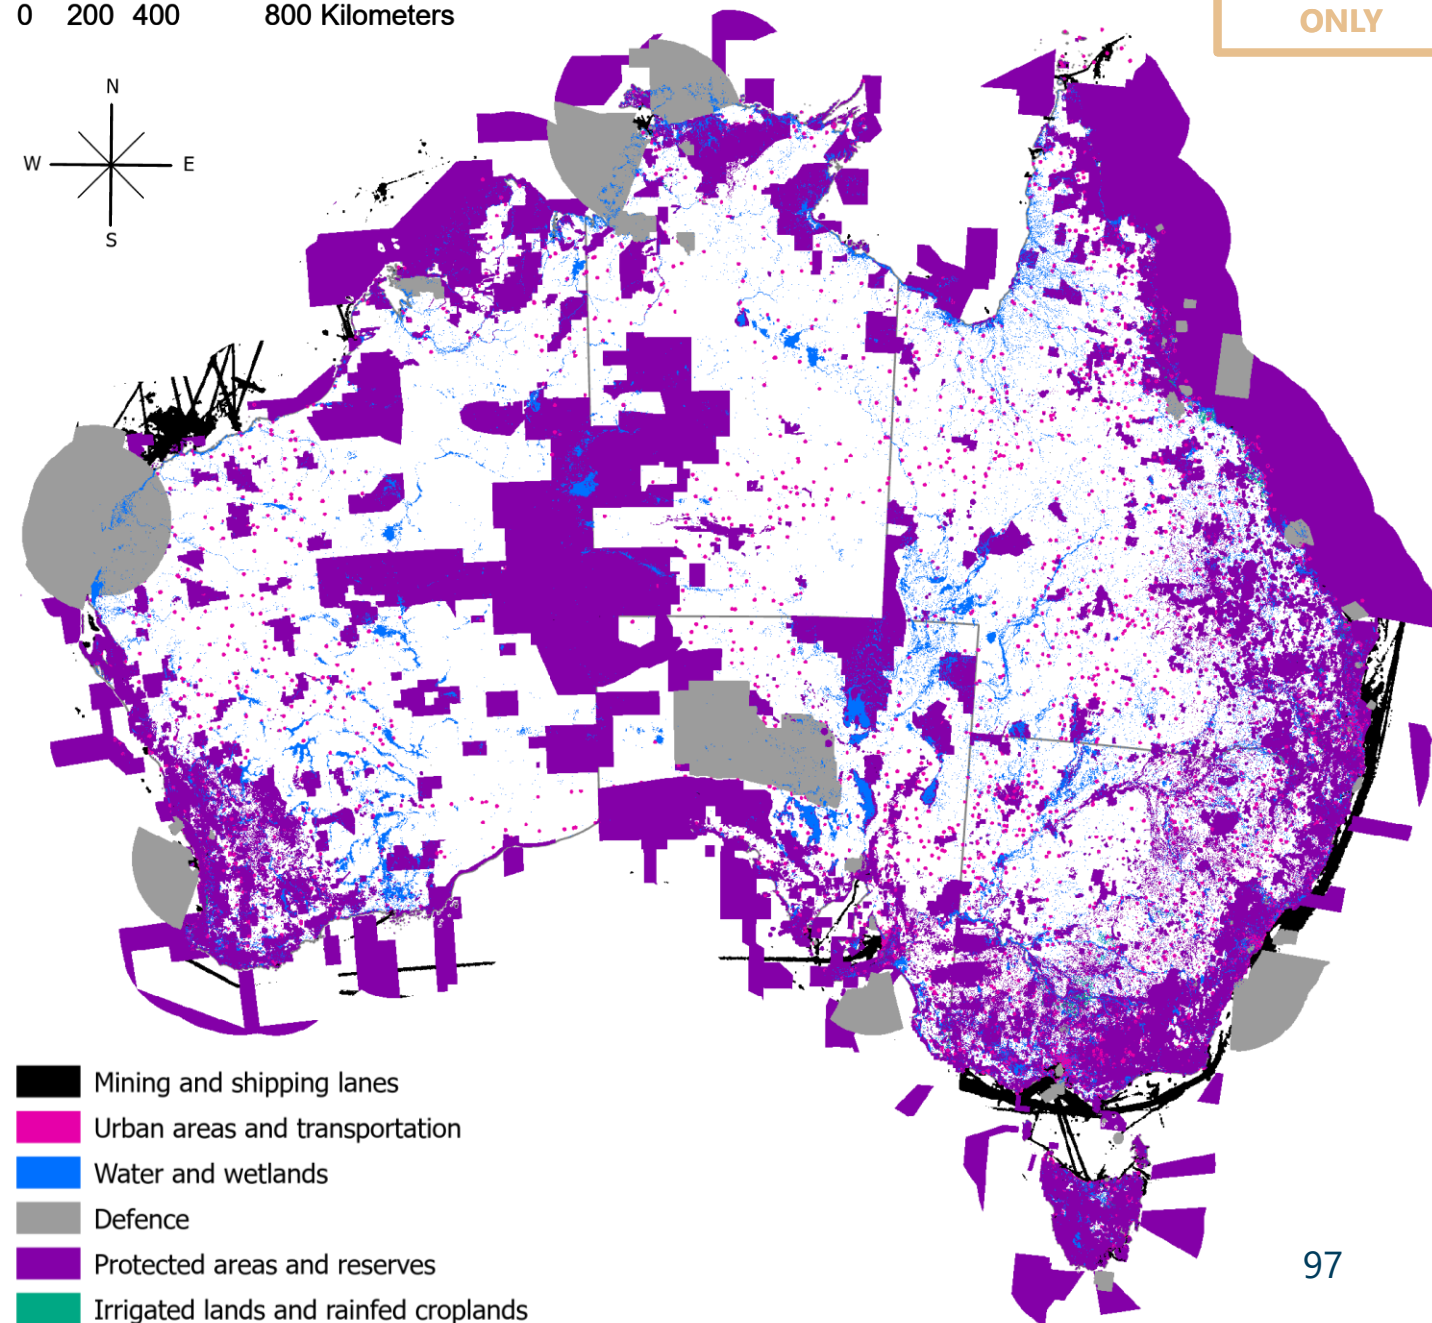 0 200 400 800 Kilometers
ONLY
N
W E
S
Mining and shipping lanes
Urban areas and transportation
Water and wetlands
Defence
Protected areas and reserves
Irrigated lands and rainfed croplands
97